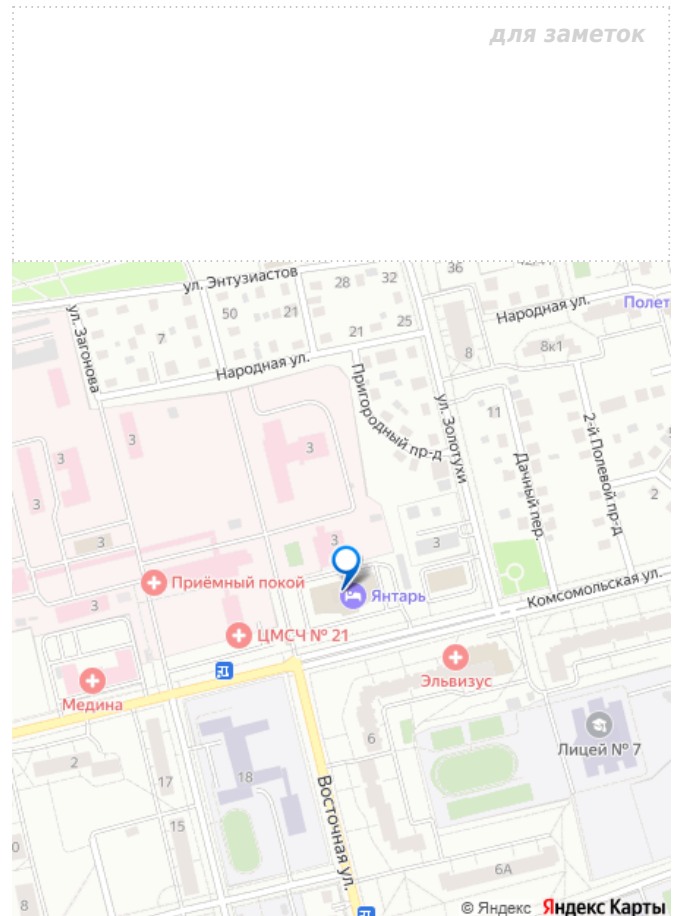 для заметок
ул. Энтузиастов
28
32
36
50
21
Народная ул.
Полет
ул. Загонова
7
21
25
8
8к1
Народная ул.
Пригородный пр-д
ул. Золотухи
11
2-й Полевой пр-д
3
3
3
Дачный пер.
3
2
3
3
3
Приёмный покой
Янтарь
Комсомольская ул.
3
ЦМСЧ № 21
Эльвизус
Медина
6
Лицей № 7
2
17
18
Восточная ул.
15
6А
8
© Яндекс Яндекс Карты